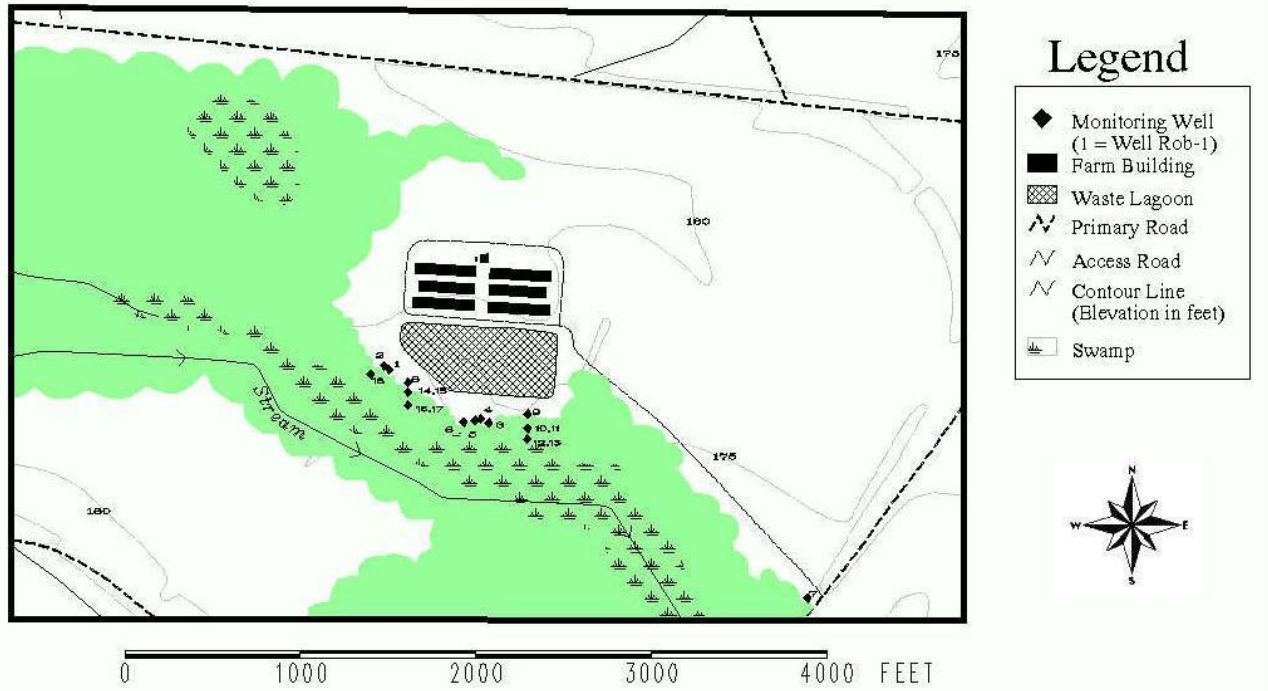 175
Legend
Monitoring Well
(1 = Well Rob-1)
Farm Building
Waste Lagoon
Primary Road
Access Road
Contour Line
(Elevation in feet)
Swamp
180
2
1
18
8
14,15
16,17
4
9
6
5
3
10,11
12,13
Stream
175
180
7
N
W
E
S
0 1000 2000 3000 4000 FEET